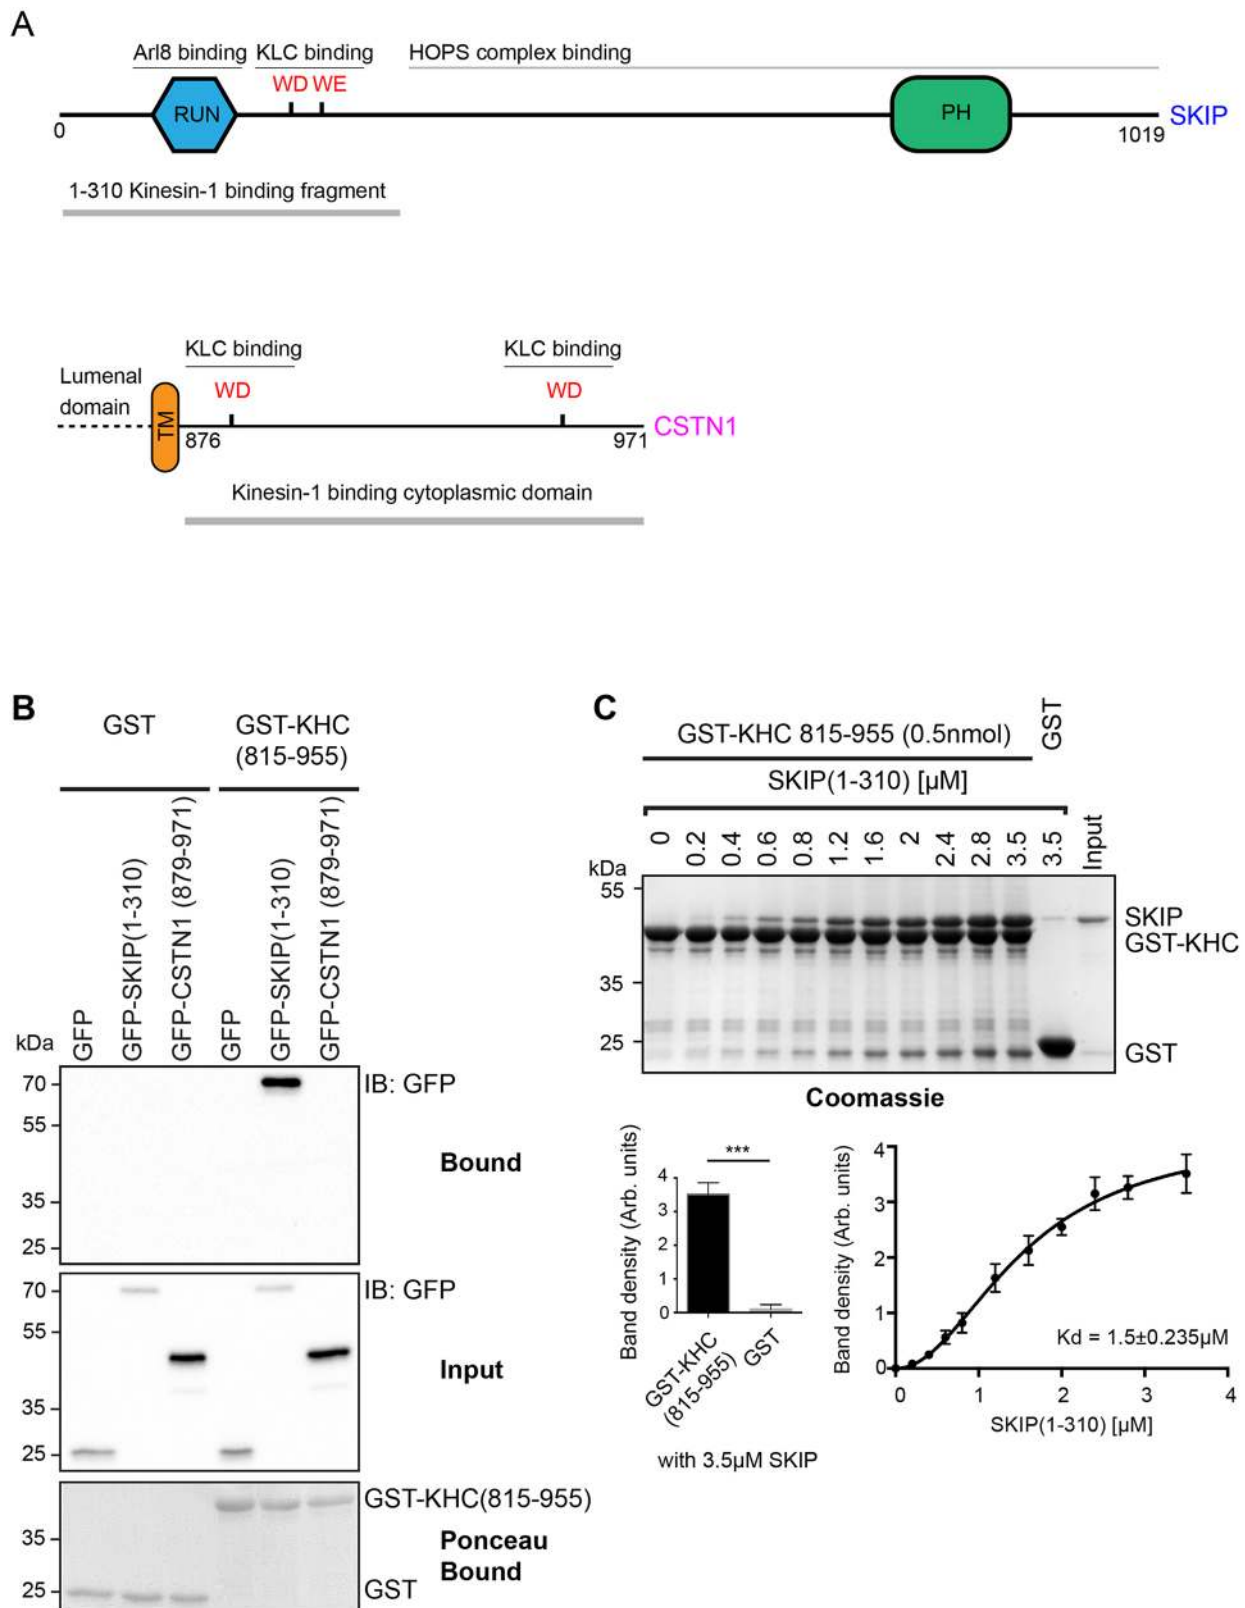 A
Arl8 binding KLC binding HOPS complex binding
WD WE
RUN PH SKIP
0 1019
1-310 Kinesin-1 binding fragment
KLC binding KLC binding
Lumenal
domain
WD WD
TM CSTN1
876 971
Kinesin-1 binding cytoplasmic domain
B
GST GST-KHC
(815-955)
GFP GFP-SKIP(1-310) GFP-CSTN1 (879-971) GFP GFP-SKIP(1-310) GFP-CSTN1 (879-971)
kDa
70 IB: GFP
55
Bound
35
25
70 IB: GFP
55
Input
35
25
GST-KHC(815-955)
35 Ponceau
Bound
25 GST
C
GST-KHC 815-955 (0.5nmol) GST
SKIP(1-310) [µM]
0 0.2 0.4 0.6 0.8 1.2 1.6 2 2.4 2.8 3.5 3.5 Input
kDa
55
SKIP
GST-KHC
35
25
GST
Coomassie
Band density (Arb. units)
4
3
2
1
0
***
GST-KHC
(815-955)
GST
with 3.5µM SKIP
Band density (Arb. units)
4
3
2
1
0
Kd = 1.5±0.235µM
0 1 2 3 4
SKIP(1-310) [µM]